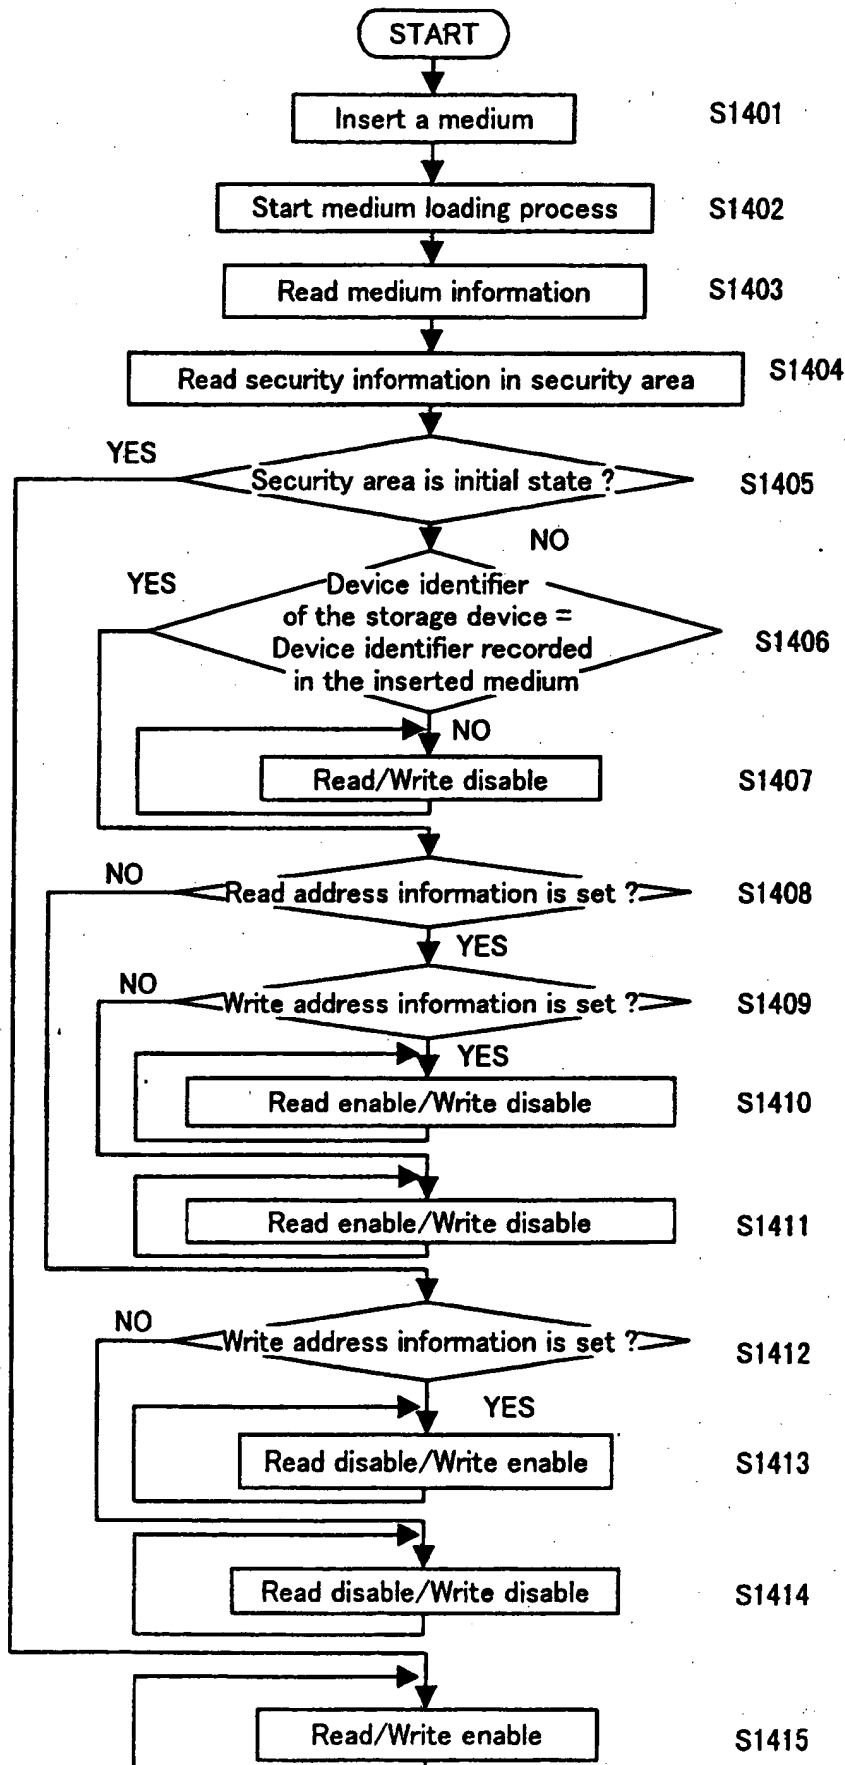 START
Insert a medium
S1401
Start medium loading process
S1402
Read medium information
S1403
Read security information in security area
S1404
YES
Security area is initial state ?
S1405
NO
YES
Device identifier
of the storage device =
Device identifier recorded
in the inserted medium
S1406
NO
Read/Write disable
S1407
NO
Read address information is set ?
S1408
YES
NO
Write address information is set ?
S1409
YES
Read enable/Write disable
S1410
Read enable/Write disable
S1411
NO
Write address information is set ?
S1412
YES
Read disable/Write enable
S1413
Read disable/Write disable
S1414
Read/Write enable
S1415